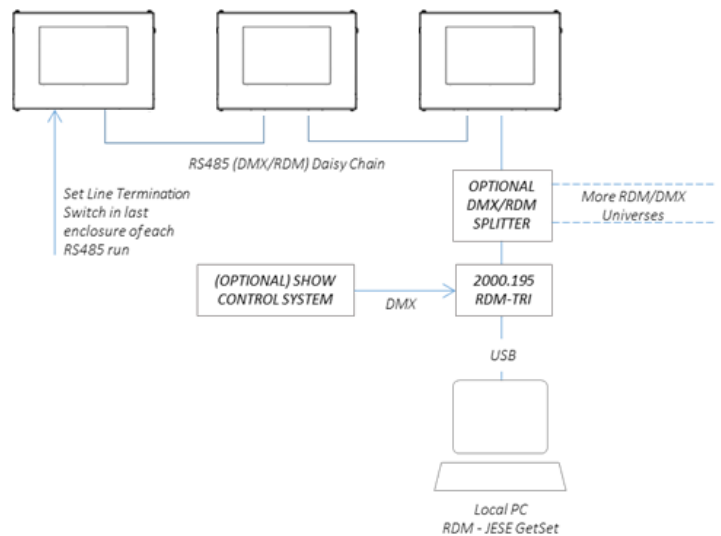 RS485 (DMX/RDM) Daisy Chain
Set Line Termination
Switch in last
enclosure of each
RS485 run
OPTIONAL
DMX/RDM
SPLITTER
More RDM/DMX
Universes
(OPTIONAL) SHOW
CONTROL SYSTEM
DMX
2000.195
RDM-TRI
USB
Local PC
RDM - JESE GetSet